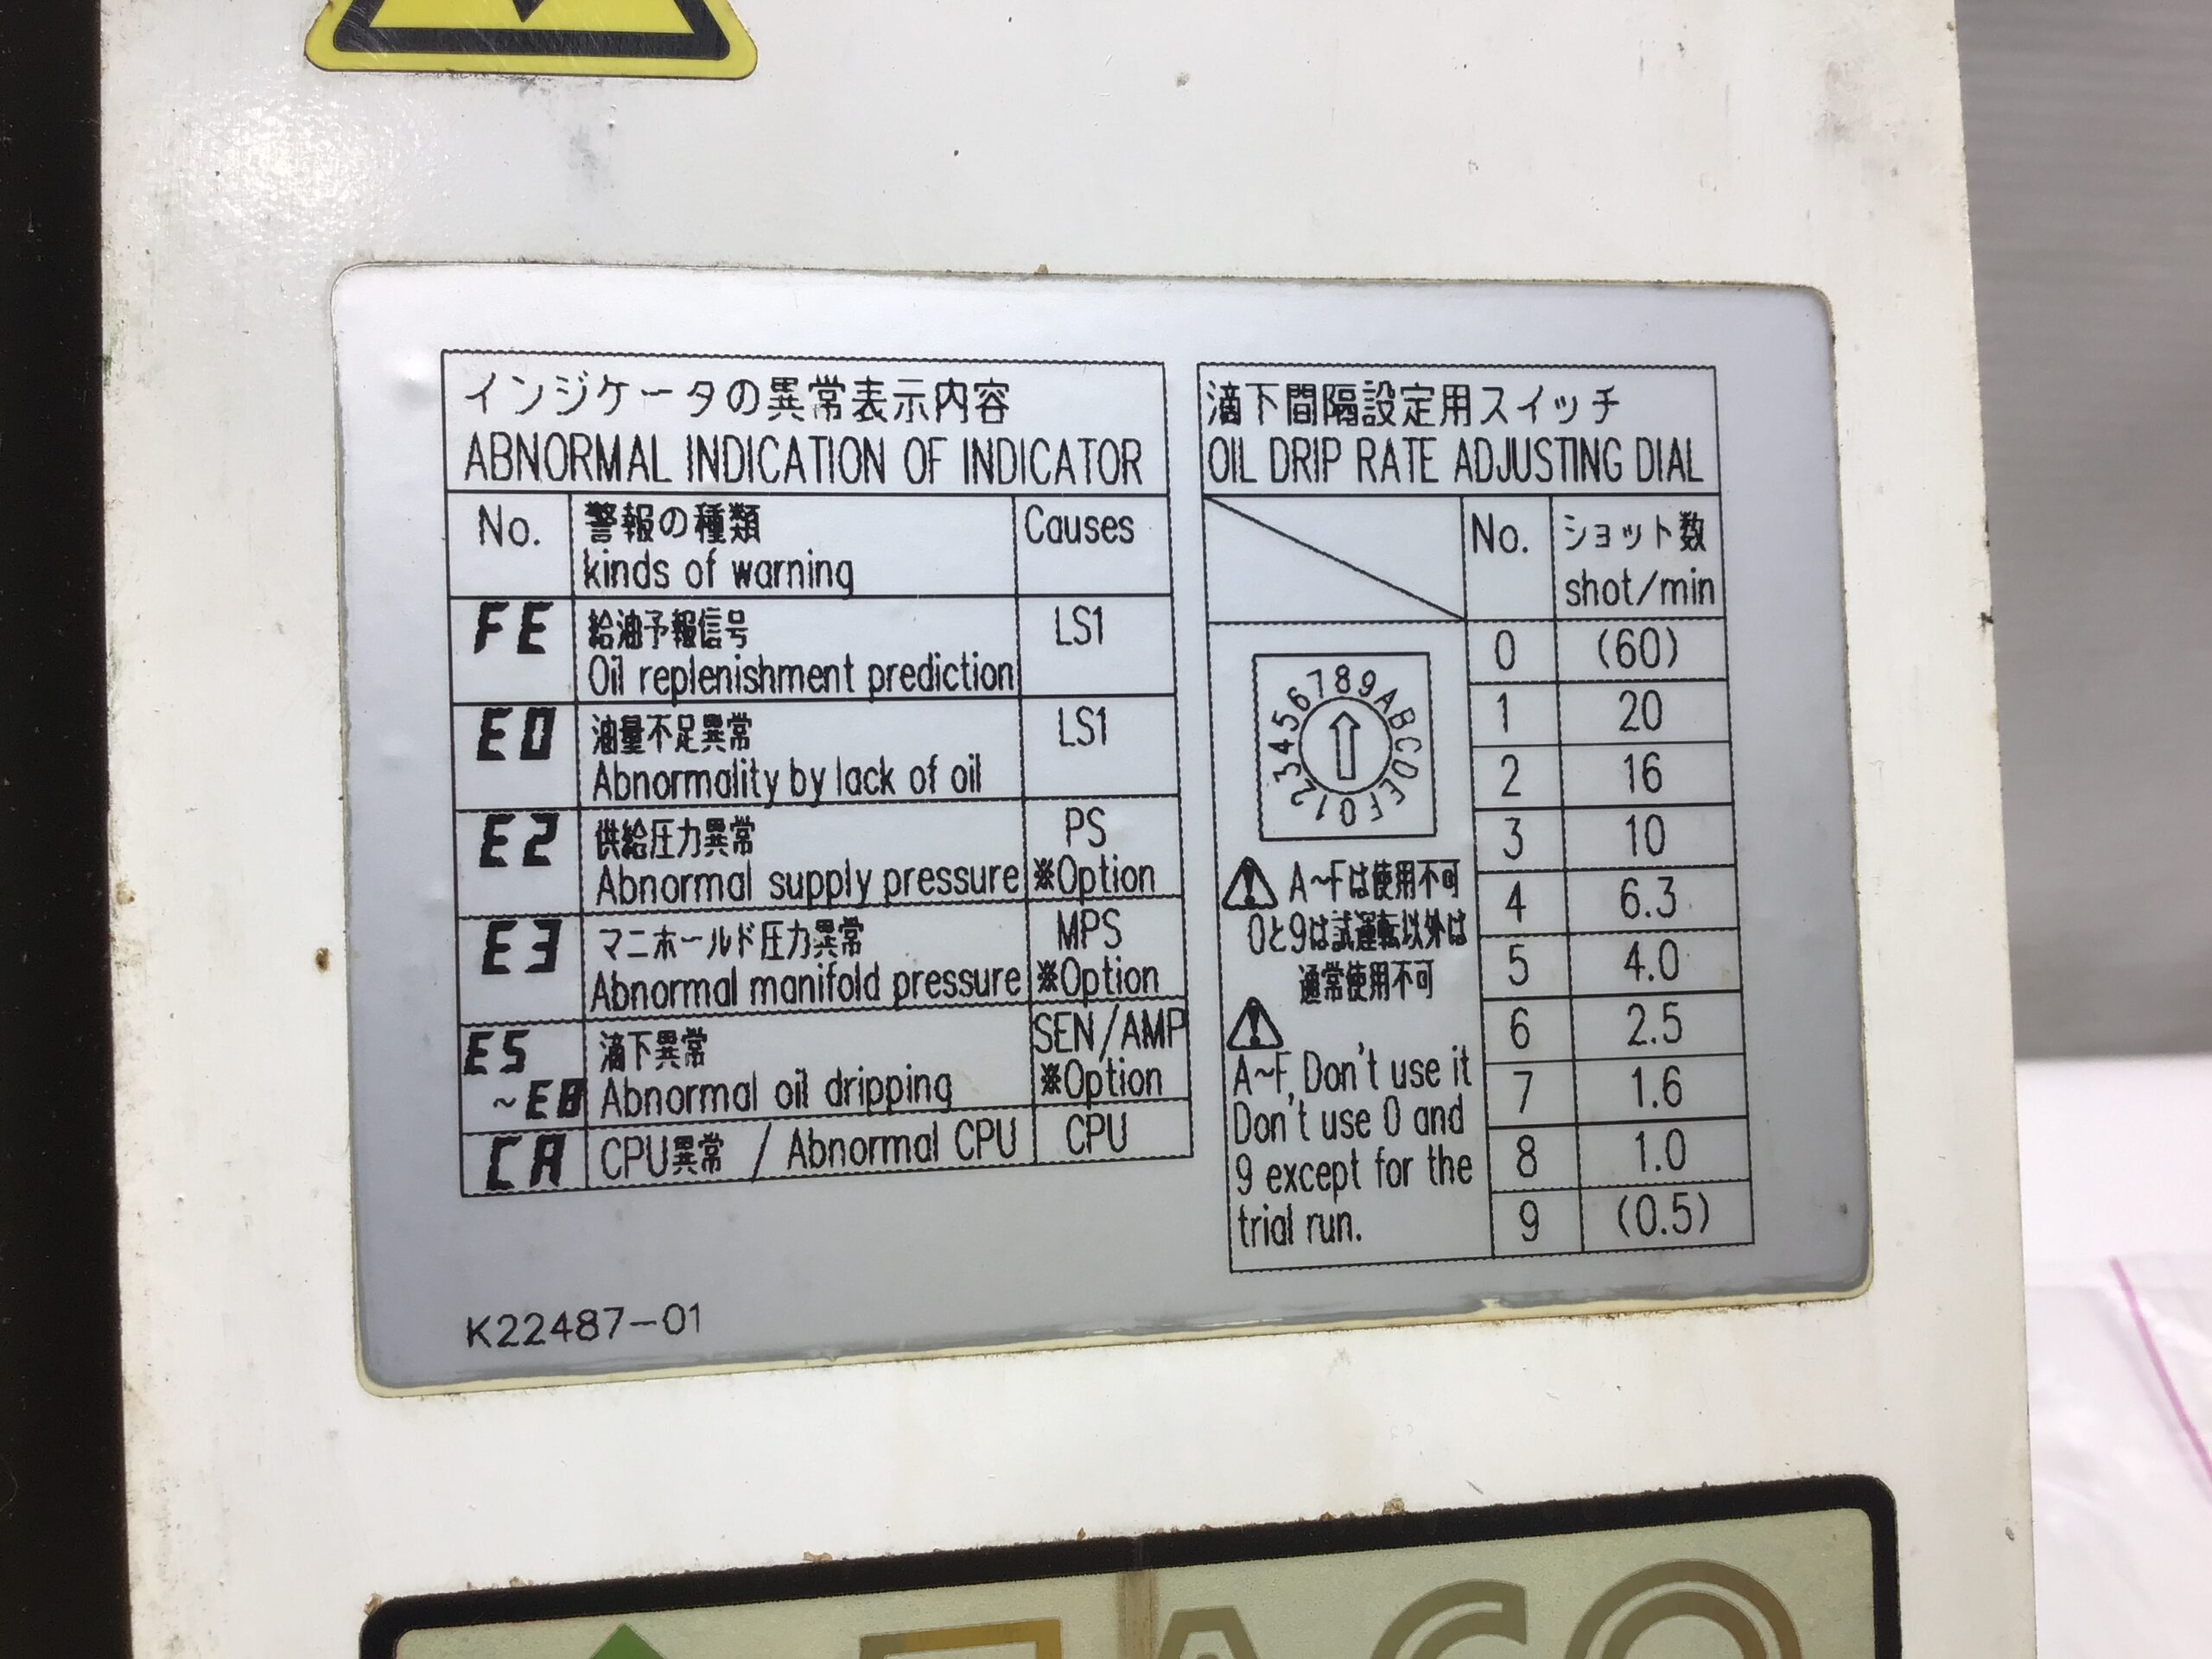 インジケータの異常表示内容
ABNORMAL INDICATION OF INDICATOR
No. 警報の種類 Causes
kinds of warning
FE 給油予報信号 LS1
Oil replenishment prediction
E0 油量不足異常 LS1
Abnormality by lack of oil
E2 供給圧力異常 PS
Abnormal supply pressure ※Option
E3 マニホールド圧力異常 MPS
Abnormal manifold pressure ※Option
E5 滴下異常 SEN/AMP
~E8 Abnormal oil dripping ※Option
CA CPU異常 / Abnormal CPU CPU
K22487-01
滴下間隔設定用スイッチ
OIL DRIP RATE ADJUSTING DIAL
No. ショット数
shot/min
0 (60)
1 20
2 16
3 10
4 6.3
5 4.0
6 2.5
7 1.6
8 1.0
9 (0.5)
0123456789ABCDEF
A~Fは使用不可
0と9は試運転以外は
通常使用不可
A~F, Don't use it
Don't use 0 and
9 except for the
trial run.
TACO